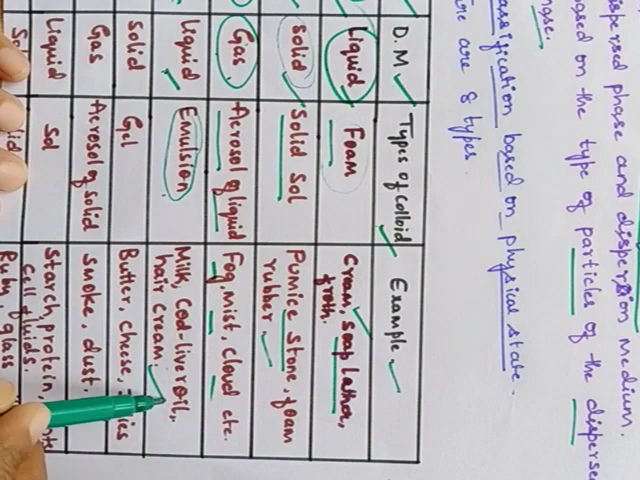 dispersed phase and dispersion medium.
based on the type of particles of the disperse
phase.
assification based on physical state.
are 8 types.
D.M Types of colloid Example
Liquid Foam Cream, Soap Lather,
froth.
Solid Solid Sol Pumice Stone, foam
rubber.
Gas Aerosol of liquid Fog, mist, cloud etc.
Liquid Emulsion Milk, Cod-liver oil,
hair cream
Solid Gel Butter, Cheese,
Gas Aerosol of solid Smoke, dust.
Liquid Sol Starch, protein,
cell fluids.
Ruby glass